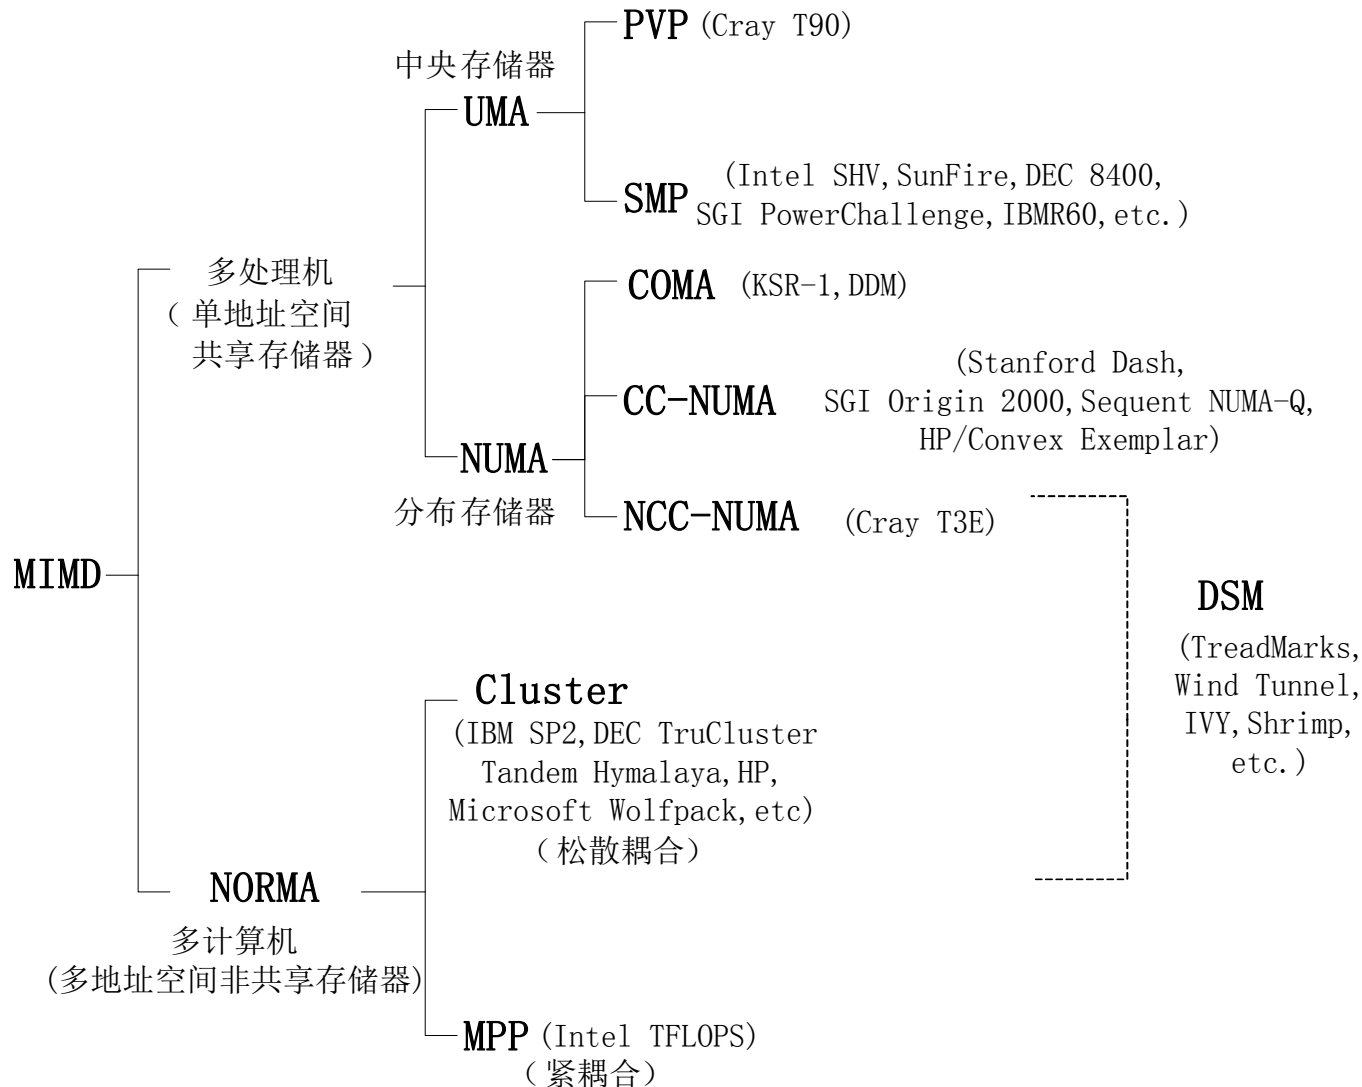 PVP (Cray T90)
中央存储器
UMA
SMP
(Intel SHV,SunFire,DEC 8400,
SGI PowerChallenge,IBMR60,etc.)
多处理机
(单地址空间
共享存储器)
COMA (KSR-1,DDM)
CC-NUMA
(Stanford Dash,
SGI Origin 2000,Sequent NUMA-Q,
HP/Convex Exemplar)
NUMA
分布存储器
NCC-NUMA (Cray T3E)
MIMD
DSM
(TreadMarks,
Wind Tunnel,
IVY,Shrimp,
etc.)
Cluster
(IBM SP2,DEC TruCluster
Tandem Hymalaya,HP,
Microsoft Wolfpack,etc)
(松散耦合)
NORMA
多计算机
(多地址空间非共享存储器)
MPP (Intel TFLOPS)
(紧耦合)